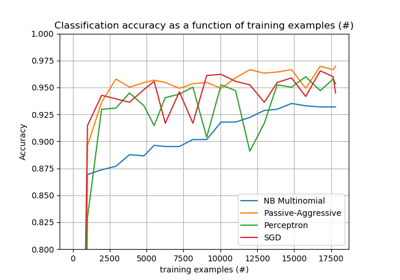 Classification accuracy as a function of training examples (#)
1.000
0.975
0.950
0.925
0.900
0.875
0.850
0.825
0.800
Accuracy
NB Multinomial
Passive-Aggressive
Perceptron
SGD
0 2500 5000 7500 10000 12500 15000 17500
training examples (#)